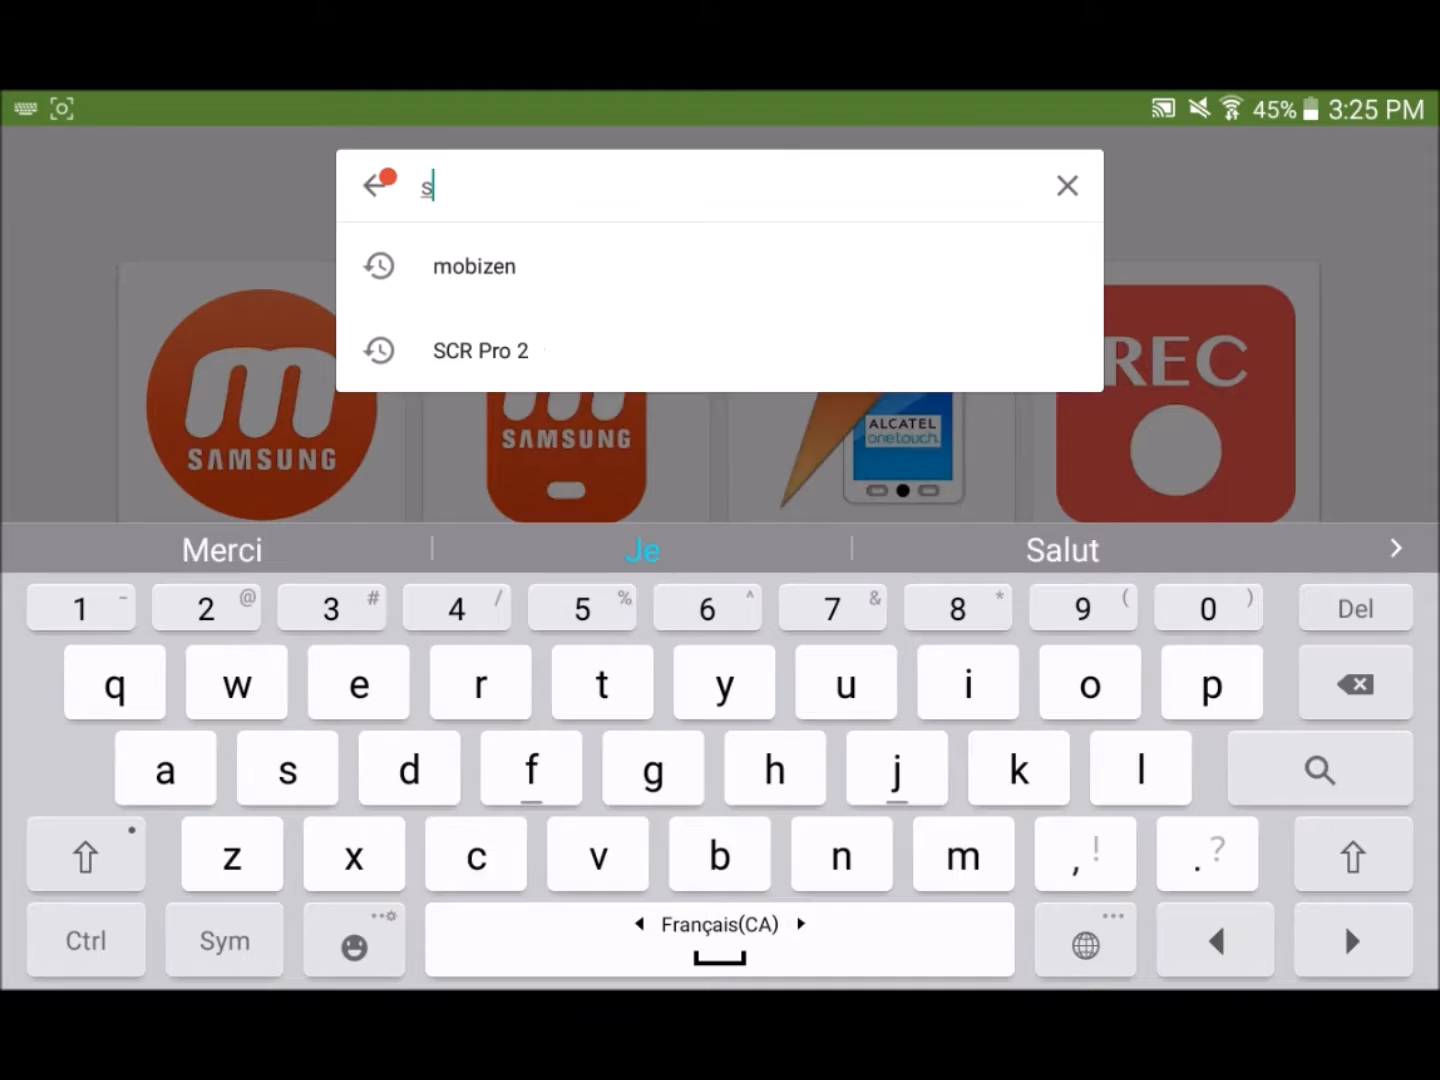 45% 3:25 PM
s
mobizen
SCR Pro 2
SAMSUNG
SAMSUNG
ALCATEL
onetouch
REC
Merci Je Salut
1 - 2 @ 3 # 4 / 5 % 6 ^ 7 & 8 * 9 ( 0 ) Del
q w e r t y u i o p
a s d f g h j k l
z x c v b n m , ! . ?
Ctrl Sym Français(CA)